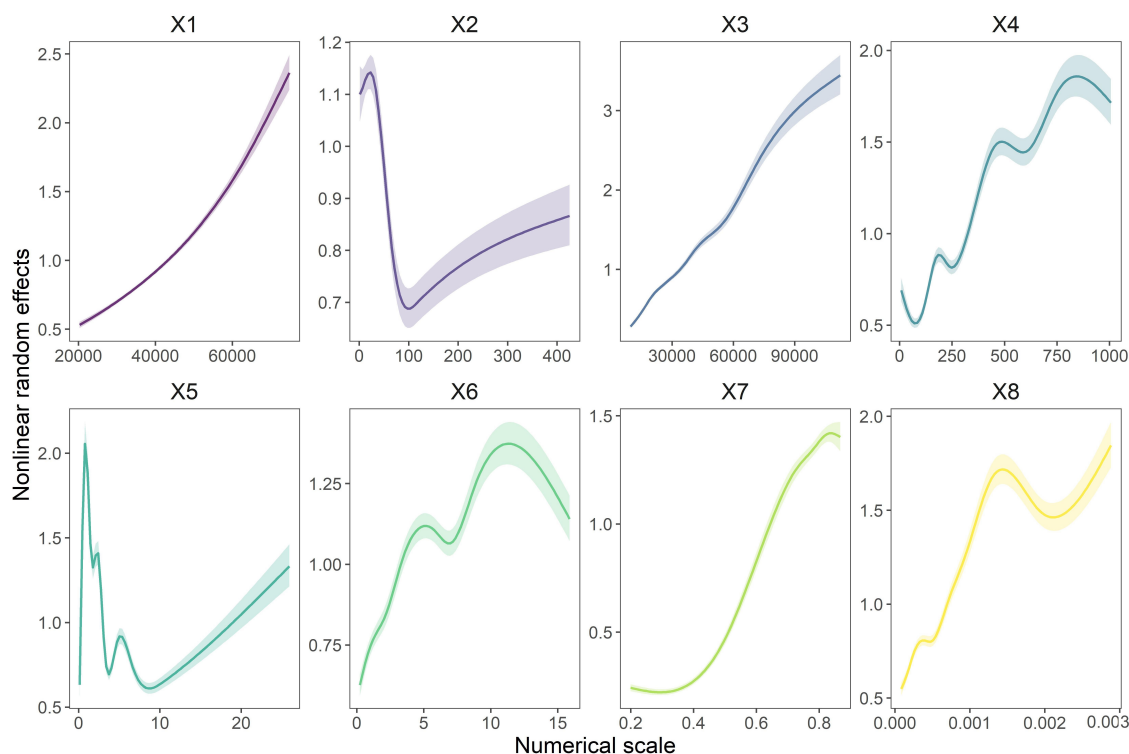 X1 X2 X3 X4
2.5
2.0
1.5
1.0
0.5
20000 40000 60000
1.2
1.1
1.0
0.9
0.8
0.7
0 100 200 300 400
3
2
1
30000 60000 90000
2.0
1.5
1.0
0.5
0 250 500 750 1000
Nonlinear random effects
X5 X6 X7 X8
2.0
1.5
1.0
0.5
0 10 20
1.25
1.00
0.75
0 5 10 15
1.5
1.0
0.5
0.2 0.4 0.6 0.8
2.0
1.5
1.0
0.5
0.000 0.001 0.002 0.003
Numerical scale